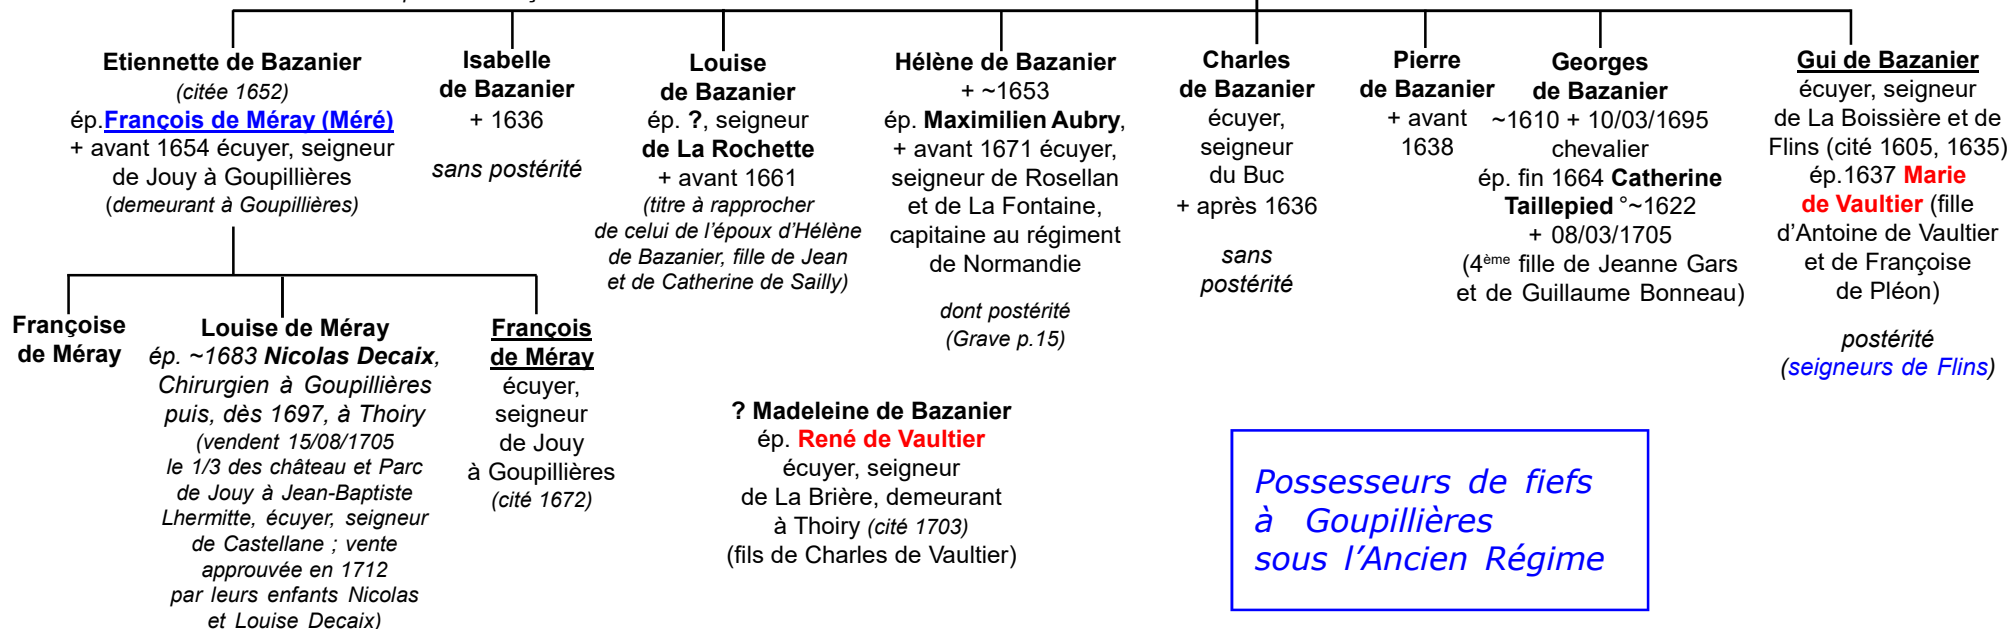 Etiennette de Bazanier
(citée 1652)
ép.François de Méray (Méré)
+ avant 1654 écuyer, seigneur
de Jouy à Goupillières
(demeurant à Goupillières)
Isabelle
de Bazanier
+ 1636
sans postérité
Louise
de Bazanier
ép. ?, seigneur
de La Rochette
+ avant 1661
(titre à rapprocher
de celui de l'époux d'Hélène
de Bazanier, fille de Jean
et de Catherine de Sailly)
Hélène de Bazanier
+ ~1653
ép. Maximilien Aubry,
+ avant 1671 écuyer,
seigneur de Rosellan
et de La Fontaine,
capitaine au régiment
de Normandie
dont postérité
(Grave p.15)
Charles
de Bazanier
écuyer,
seigneur
du Buc
+ après 1636
sans
postérité
Pierre
de Bazanier
+ avant
1638
Georges
de Bazanier
~1610 + 10/03/1695
chevalier
ép. fin 1664 Catherine
Taillepied °~1622
+ 08/03/1705
(4ème fille de Jeanne Gars
et de Guillaume Bonneau)
Gui de Bazanier
écuyer, seigneur
de La Boissière et de
Flins (cité 1605, 1635)
ép.1637 Marie
de Vaultier (fille
d'Antoine de Vaultier
et de Françoise
de Pléon)
postérité
(seigneurs de Flins)
Françoise
de Méray
Louise de Méray
ép. ~1683 Nicolas Decaix,
Chirurgien à Goupillières
puis, dès 1697, à Thoiry
(vendent 15/08/1705
le 1/3 des château et Parc
de Jouy à Jean-Baptiste
Lhermitte, écuyer, seigneur
de Castellane ; vente
approuvée en 1712
par leurs enfants Nicolas
et Louise Decaix)
François
de Méray
écuyer,
seigneur
de Jouy
à Goupillières
(cité 1672)
? Madeleine de Bazanier
ép. René de Vaultier
écuyer, seigneur
de La Brière, demeurant
à Thoiry (cité 1703)
(fils de Charles de Vaultier)
Possesseurs de fiefs
à Goupillières
sous l'Ancien Régime